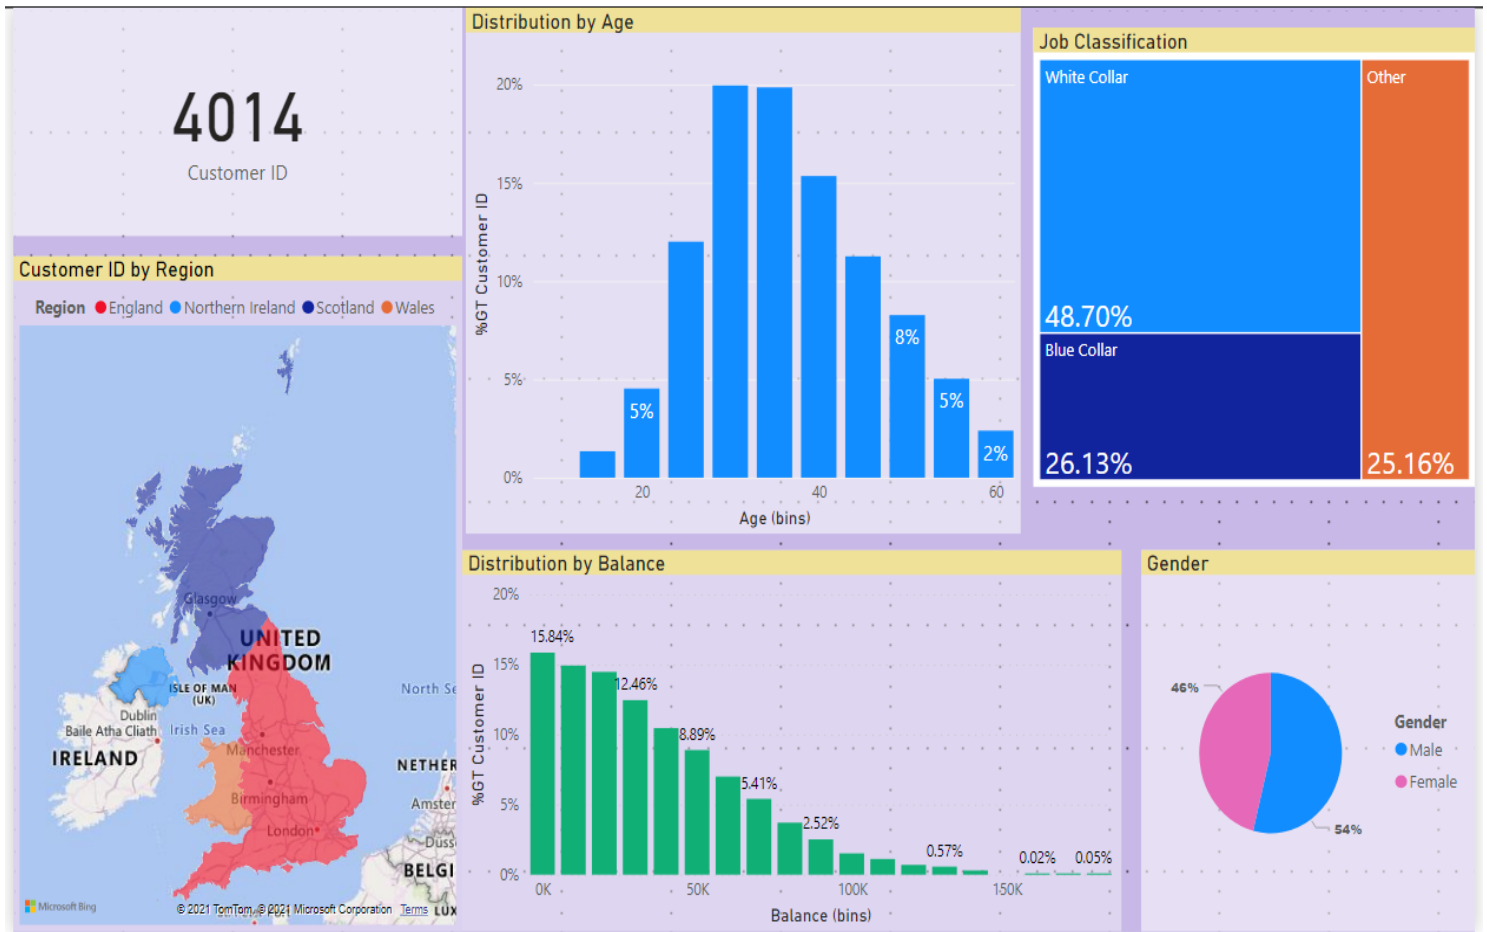 4014
Customer ID
Customer ID by Region
Region England Northern Ireland Scotland Wales
Glasgow
UNITED
KINGDOM
ISLE OF MAN
(UK)
North Se
Dublin
Baile Atha Cliath
Irish Sea
IRELAND
Manchester
NETHER
Birmingham
Amster
London
Duss
BELGI
LUX
Microsoft Bing
© 2021 TomTom, © 2021 Microsoft Corporation Terms
Distribution by Age
%GT Customer ID
20%
15%
10%
5%
0%
5%
8%
5%
2%
20 40 60
Age (bins)
Job Classification
White Collar
48.70%
Blue Collar
26.13%
Other
25.16%
Distribution by Balance
%GT Customer ID
20%
15%
10%
5%
0%
15.84%
12.46%
8.89%
5.41%
2.52%
0.57%
0.02%
0.05%
0K 50K 100K 150K
Balance (bins)
Gender
46%
54%
Gender
Male
Female